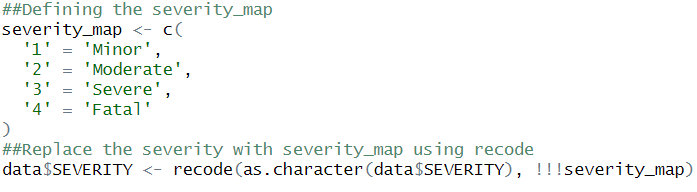 ##Defining the severity_map
severity_map <- c(
  '1' = 'Minor',
  '2' = 'Moderate',
  '3' = 'Severe',
  '4' = 'Fatal'
)
##Replace the severity with severity_map using recode
data$SEVERITY <- recode(as.character(data$SEVERITY), !!!severity_map)